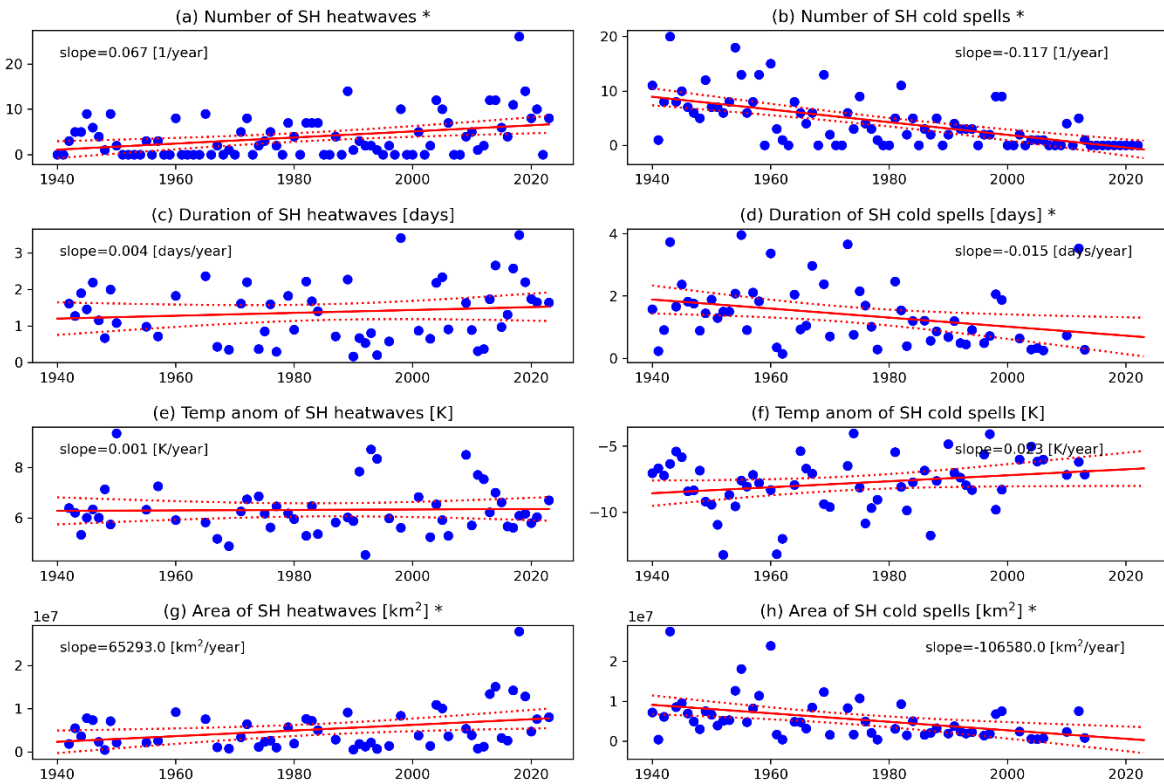 (a) Number of SH heatwaves *
slope=0.067 [1/year]
20
10
0
1940 1960 1980 2000 2020
(b) Number of SH cold spells *
slope=-0.117 [1/year]
20
10
0
1940 1960 1980 2000 2020
(c) Duration of SH heatwaves [days]
slope=0.004 [days/year]
3
2
1
0
1940 1960 1980 2000 2020
(d) Duration of SH cold spells [days] *
slope=-0.015 [days/year]
4
2
0
1940 1960 1980 2000 2020
(e) Temp anom of SH heatwaves [K]
slope=0.001 [K/year]
8
6
1940 1960 1980 2000 2020
(f) Temp anom of SH cold spells [K]
slope=0.023 [K/year]
−5
−10
1940 1960 1980 2000 2020
(g) Area of SH heatwaves [km²] *
1e7
slope=65293.0 [km²/year]
2
1
0
1940 1960 1980 2000 2020
(h) Area of SH cold spells [km²] *
1e7
slope=-106580.0 [km²/year]
2
1
0
1940 1960 1980 2000 2020